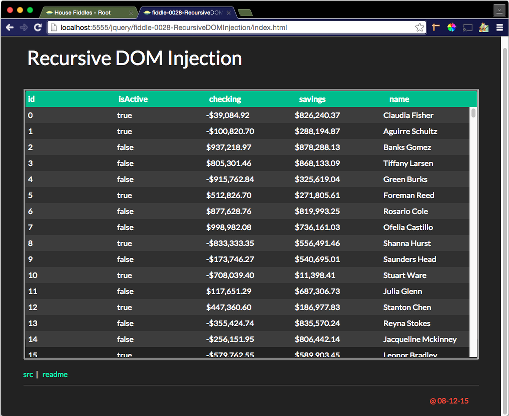 House Fiddles - Root
fiddle-0028-RecursiveDOM
localhost:5555/jquery/fiddle-0028-RecursiveDOMInjection/index.html
Recursive DOM Injection
id isActive checking savings name
0 true -$39,084.92 $826,240.37 Claudia Fisher
1 true -$100,820.70 $288,194.87 Aguirre Schultz
2 false $937,218.97 $878,288.13 Banks Gomez
3 false $805,301.46 $868,133.09 Tiffany Larsen
4 false -$915,762.84 $325,619.04 Green Burks
5 true $512,826.70 $271,805.61 Foreman Reed
6 false $877,628.76 $819,993.25 Rosario Cole
7 false $998,982.08 $736,161.03 Ofelia Castillo
8 true -$833,333.35 $556,491.46 Shanna Hurst
9 false -$173,746.27 $540,695.01 Saunders Head
10 true -$708,039.40 $11,398.41 Stuart Ware
11 false $117,651.29 $687,306.73 Julia Glenn
12 true $447,360.60 $186,977.83 Stanton Chen
13 false -$355,424.74 $835,570.24 Reyna Stokes
14 false -$256,151.95 $806,442.14 Jacqueline Mckinney
15 true -$579,762.55 $589,903.45 Leonor Bradley
src | readme
@ 08-12-15